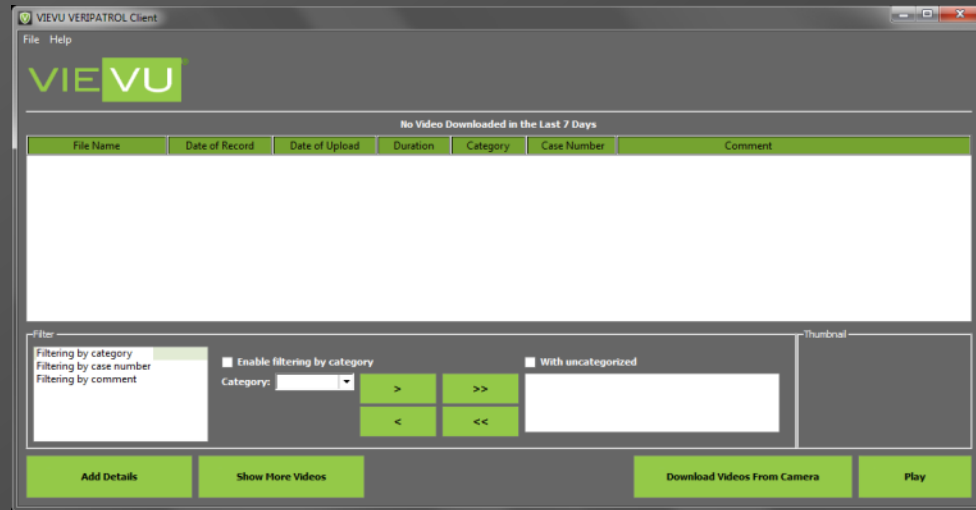 VIEVU VERIPATROL Client
File Help
VIEVU®
No Video Downloaded in the Last 7 Days
File Name Date of Record Date of Upload Duration Category Case Number Comment
Filter Thumbnail
Filtering by category
Filtering by case number
Filtering by comment
Enable filtering by category With uncategorized
Category: > >>
< <<
Add Details Show More Videos Download Videos From Camera Play